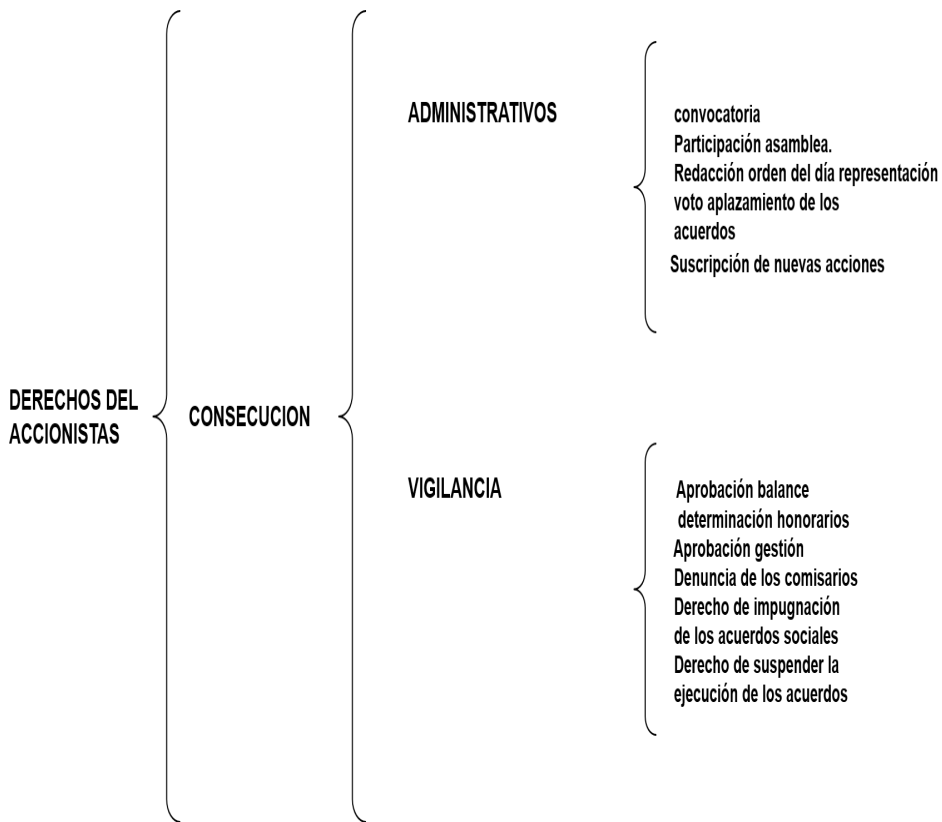 DERECHOS DEL
ACCIONISTAS
CONSECUCION
ADMINISTRATIVOS
convocatoria
Participación asamblea.
Redacción orden del día representación
voto aplazamiento de los
acuerdos
Suscripción de nuevas acciones
VIGILANCIA
Aprobación balance
determinación honorarios
Aprobación gestión
Denuncia de los comisarios
Derecho de impugnación
de los acuerdos sociales
Derecho de suspender la
ejecución de los acuerdos